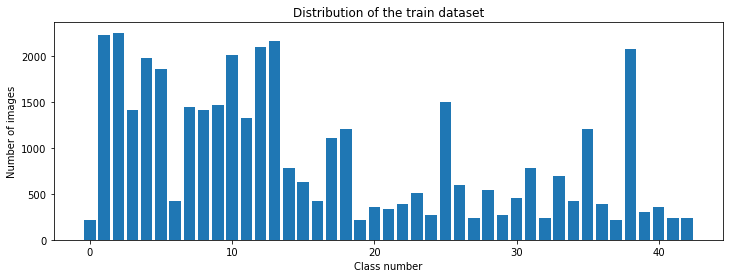 Distribution of the train dataset
Number of images
2000
1500
1000
500
0
0 10 20 30 40
Class number